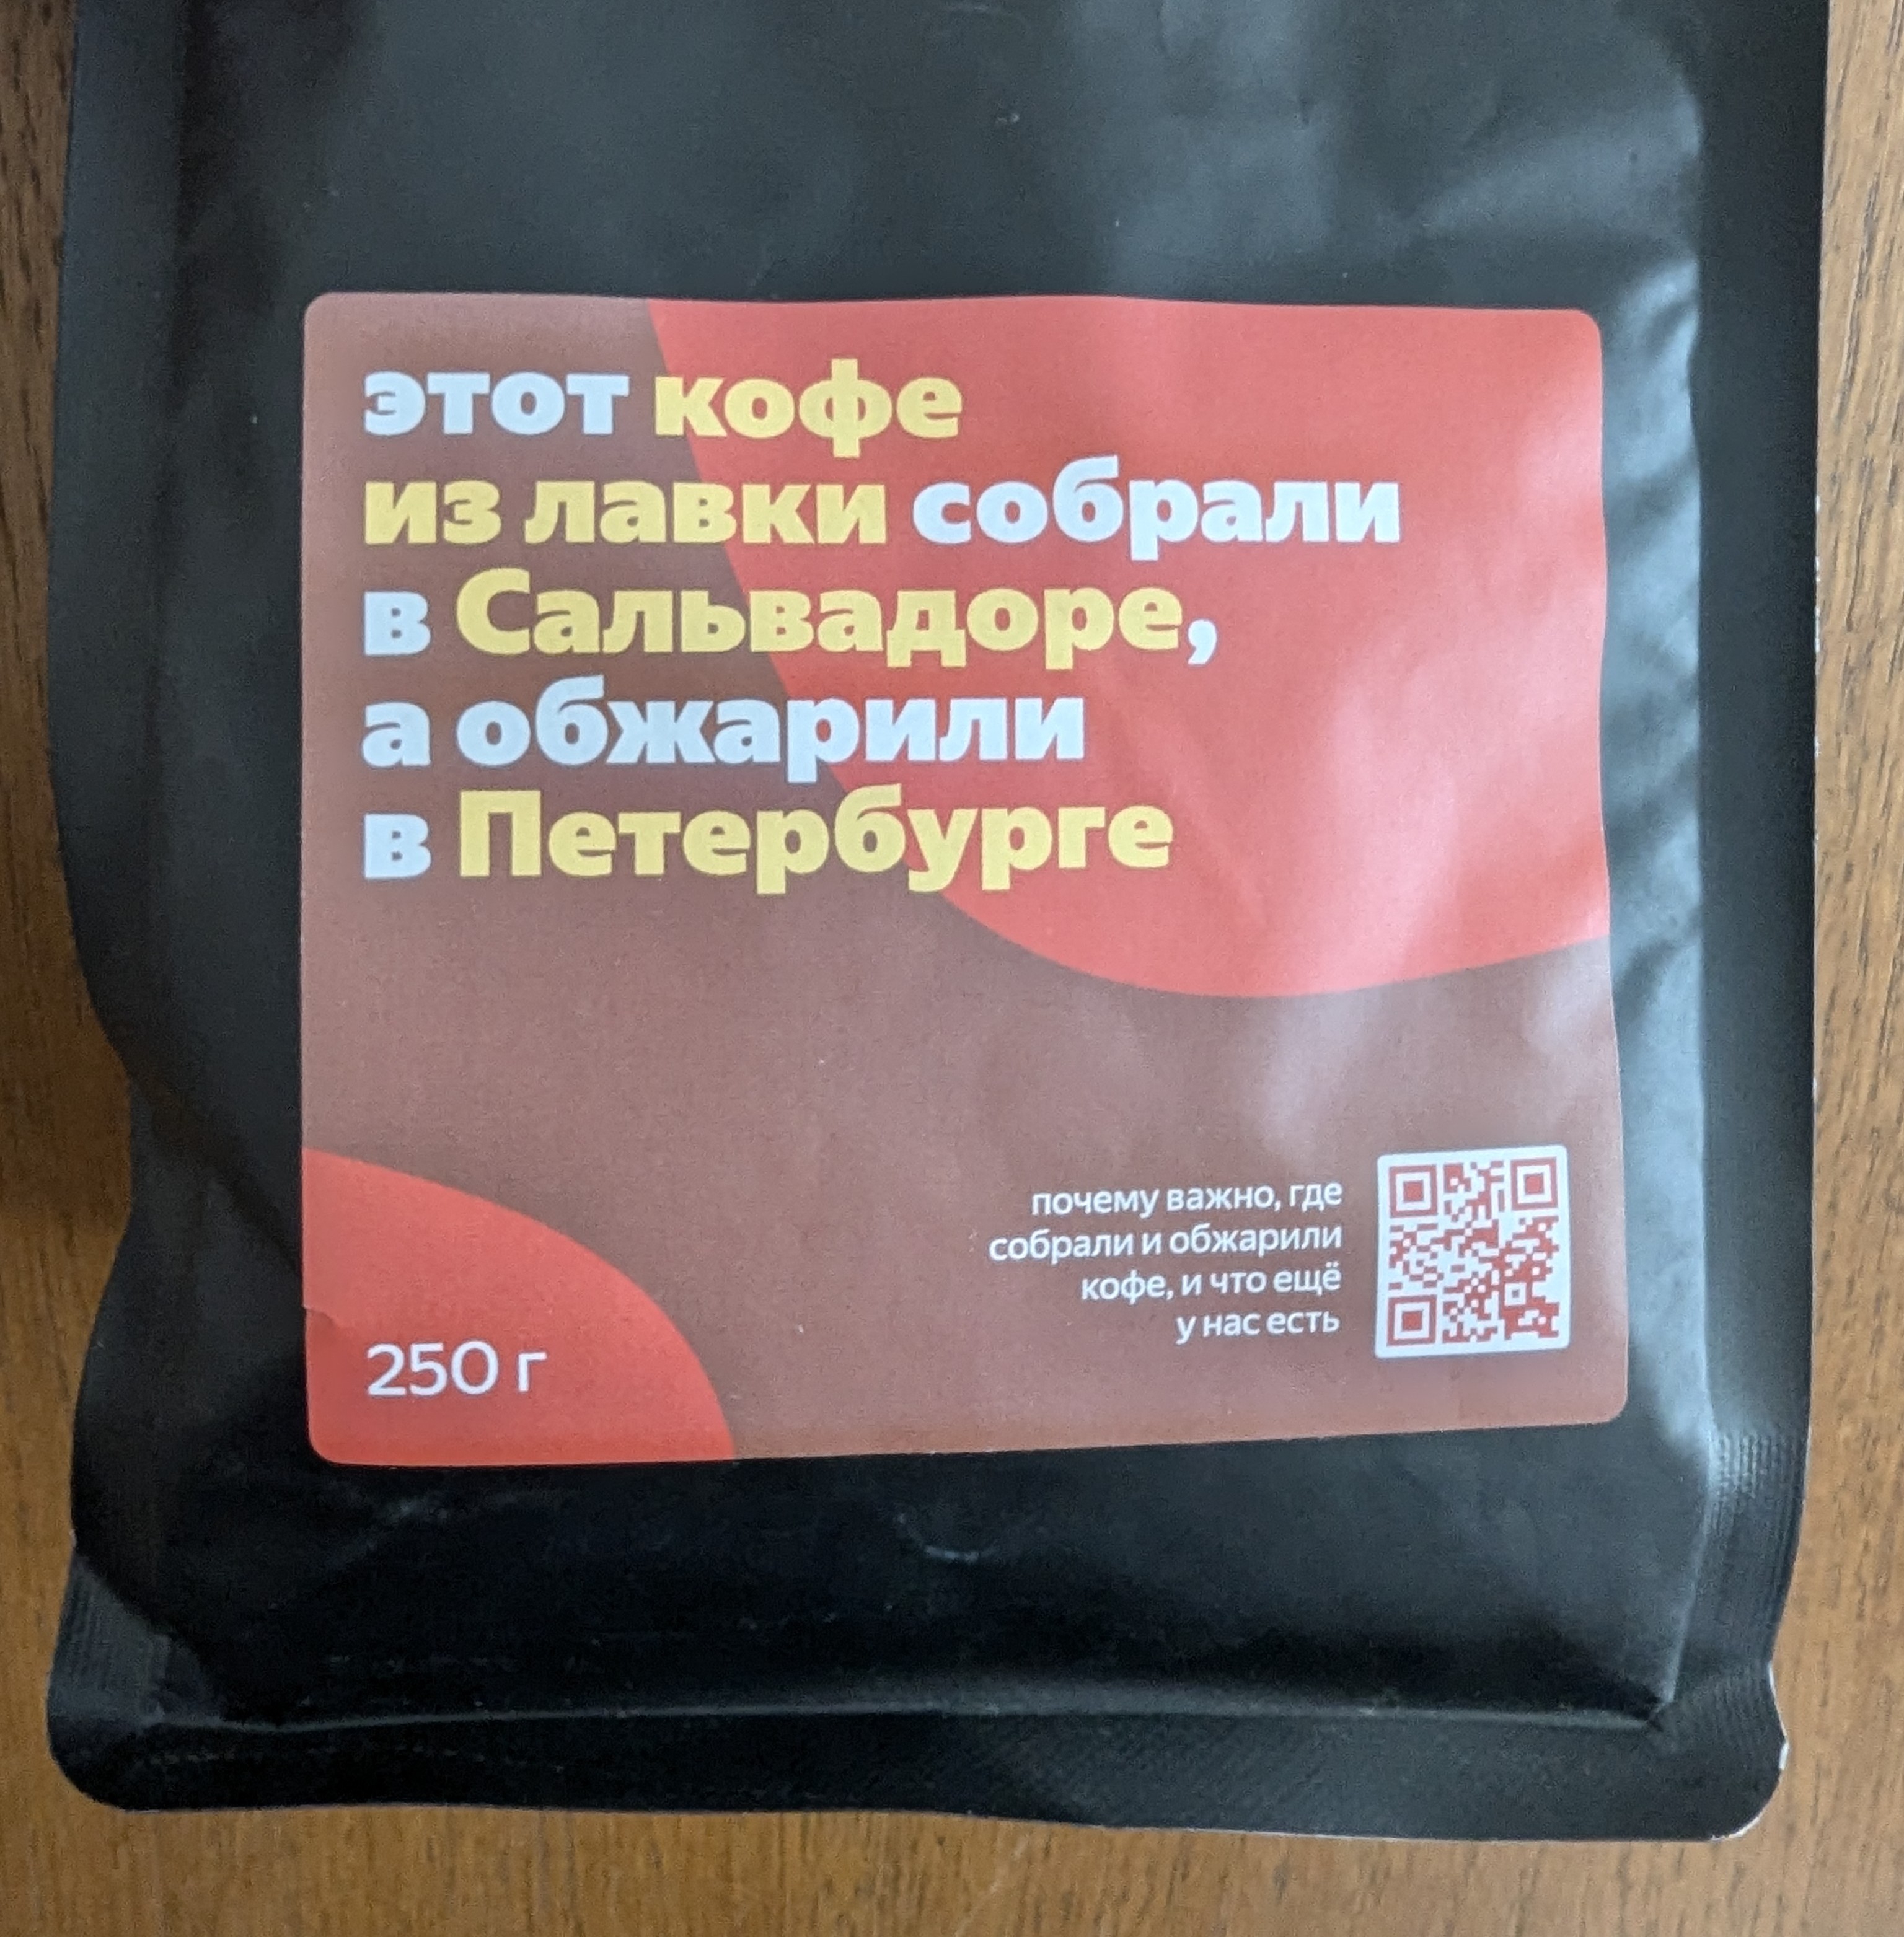 этот кофе
из лавки собрали
в Сальвадоре,
а обжарили
в Петербурге
почему важно, где
собрали и обжарили
кофе, и что ещё
у нас есть
250 г